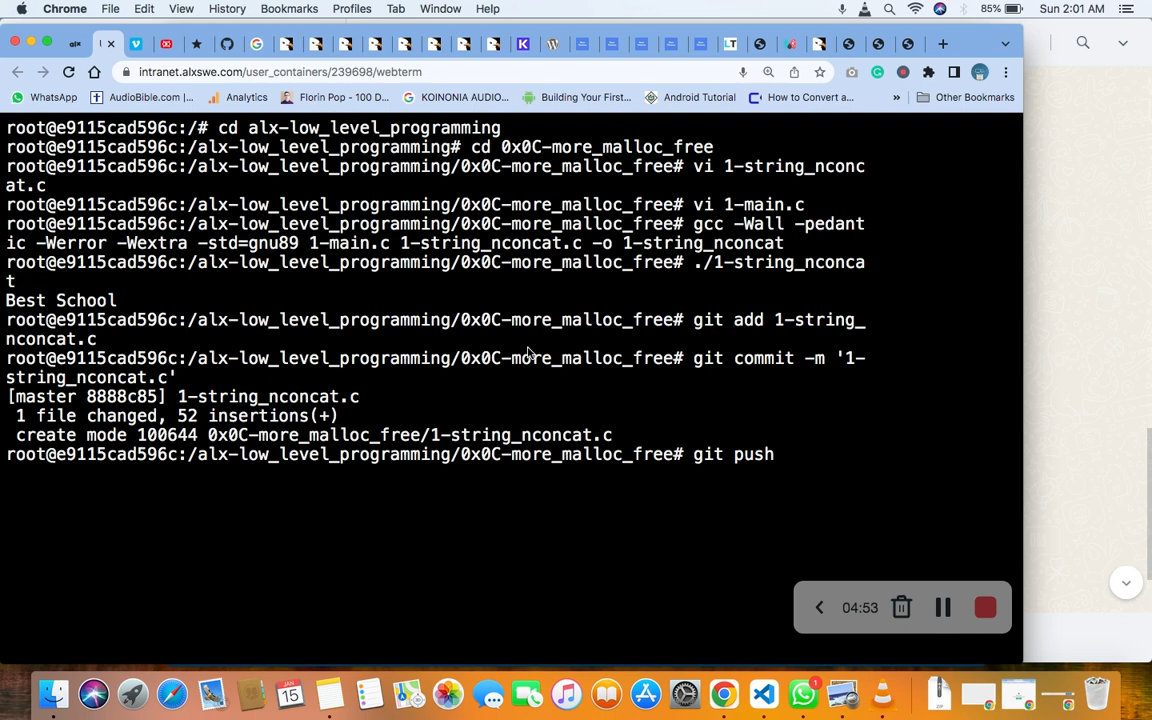 Chrome File Edit View History Bookmarks Profiles Tab Window Help 85% Sun 2:01 AM
alx LT
intranet.alxswe.com/user_containers/239698/webterm
WhatsApp AudioBible.com |... Analytics Florin Pop - 100 D... KOINONIA AUDIO... Building Your First... Android Tutorial How to Convert a... » Other Bookmarks
root@e9115cad596c:/# cd alx-low_level_programming
root@e9115cad596c:/alx-low_level_programming# cd 0x0C-more_malloc_free
root@e9115cad596c:/alx-low_level_programming/0x0C-more_malloc_free# vi 1-string_nconc
at.c
root@e9115cad596c:/alx-low_level_programming/0x0C-more_malloc_free# vi 1-main.c
root@e9115cad596c:/alx-low_level_programming/0x0C-more_malloc_free# gcc -Wall -pedant
ic -Werror -Wextra -std=gnu89 1-main.c 1-string_nconcat.c -o 1-string_nconcat
root@e9115cad596c:/alx-low_level_programming/0x0C-more_malloc_free# ./1-string_nconca
t
Best School
root@e9115cad596c:/alx-low_level_programming/0x0C-more_malloc_free# git add 1-string_
nconcat.c
root@e9115cad596c:/alx-low_level_programming/0x0C-more_malloc_free# git commit -m '1-
string_nconcat.c'
[master 8888c85] 1-string_nconcat.c
1 file changed, 52 insertions(+)
create mode 100644 0x0C-more_malloc_free/1-string_nconcat.c
root@e9115cad596c:/alx-low_level_programming/0x0C-more_malloc_free# git push
04:53
JAN
15
1